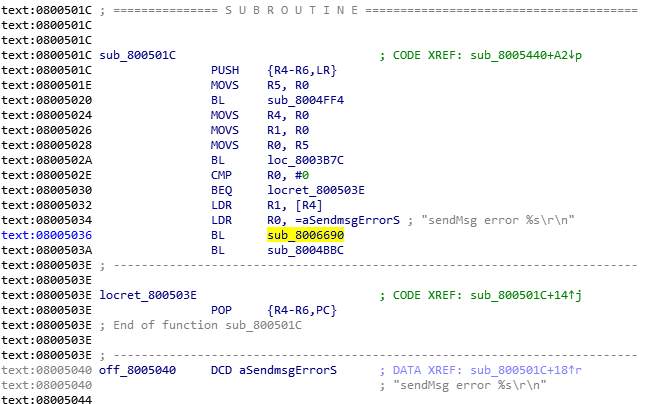 text:0800501C ; =============== S U B R O U T I N E =======================================
text:0800501C
text:0800501C
text:0800501C sub_800501C ; CODE XREF: sub_8005440+A2↓p
text:0800501C PUSH {R4-R6,LR}
text:0800501E MOVS R5, R0
text:08005020 BL sub_8004FF4
text:08005024 MOVS R4, R0
text:08005026 MOVS R1, R0
text:08005028 MOVS R0, R5
text:0800502A BL loc_8003B7C
text:0800502E CMP R0, #0
text:08005030 BEQ locret_800503E
text:08005032 LDR R1, [R4]
text:08005034 LDR R0, =aSendmsgErrorS ; "sendMsg error %s\r\n"
text:08005036 BL sub_8006690
text:0800503A BL sub_8004BBC
text:0800503E ; ---------------------------------------------------------------------------
text:0800503E
text:0800503E locret_800503E ; CODE XREF: sub_800501C+14↑j
text:0800503E POP {R4-R6,PC}
text:0800503E ; End of function sub_800501C
text:0800503E
text:0800503E ; ---------------------------------------------------------------------------
text:08005040 off_8005040 DCD aSendmsgErrorS ; DATA XREF: sub_800501C+18↑r
text:08005040 ; "sendMsg error %s\r\n"
text:08005044